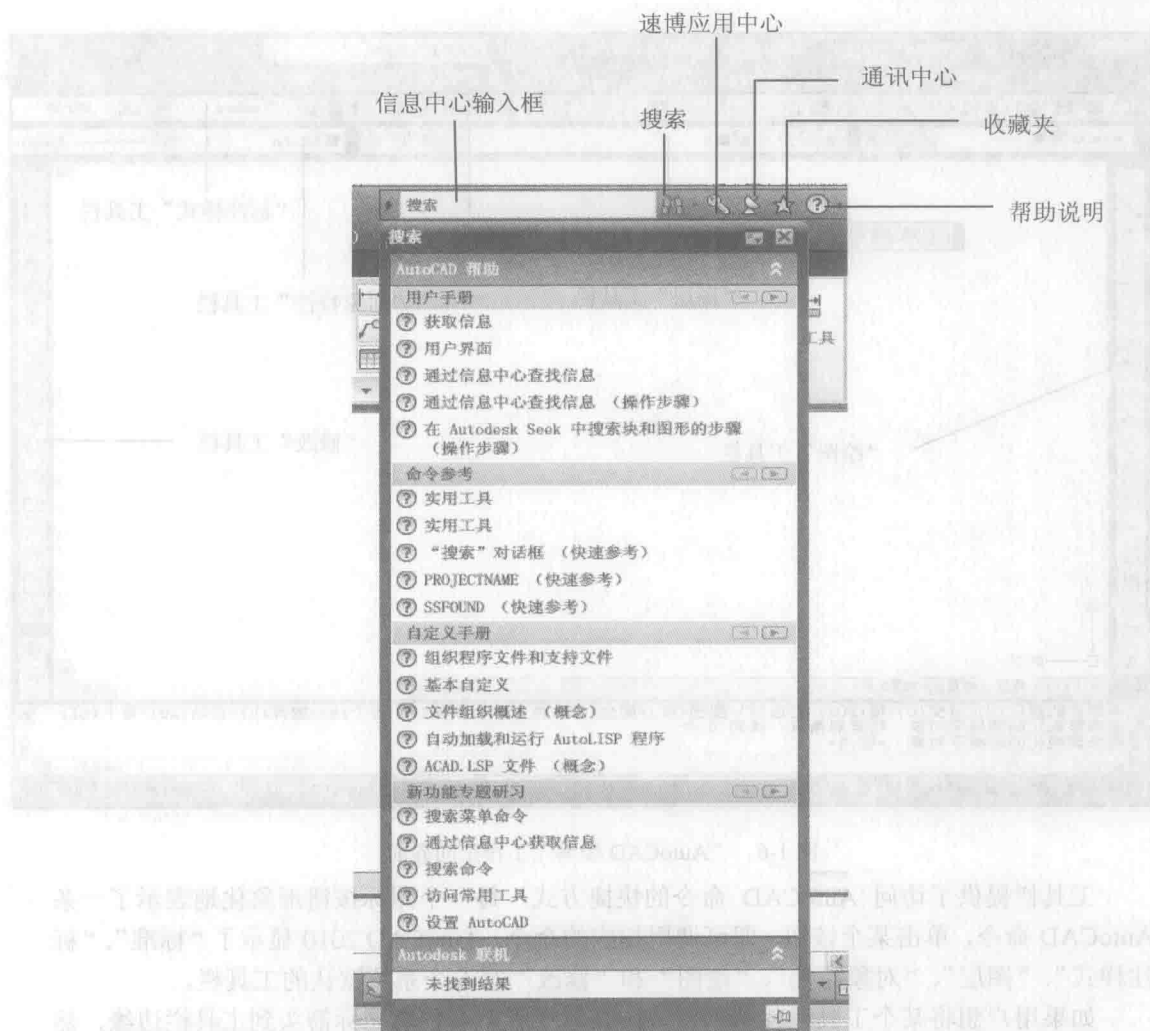 速博应用中心
通讯中心
信息中心输入框
搜索
收藏夹
帮助说明
搜索
搜索
AutoCAD 帮助
用户手册
获取信息
用户界面
通过信息中心查找信息
通过信息中心查找信息 （操作步骤）
在 Autodesk Seek 中搜索块和图形的步骤
（操作步骤）
命令参考
实用工具
实用工具
“搜索”对话框 （快速参考）
PROJECTNAME （快速参考）
SSFOUND （快速参考）
自定义手册
组织程序文件和支持文件
基本自定义
文件组织概述 （概念）
自动加载和运行 AutoLISP 程序
ACAD.LSP 文件 （概念）
新功能专题研习
搜索菜单命令
通过信息中心获取信息
搜索命令
访问常用工具
设置 AutoCAD
Autodesk 联机
未找到结果
工具